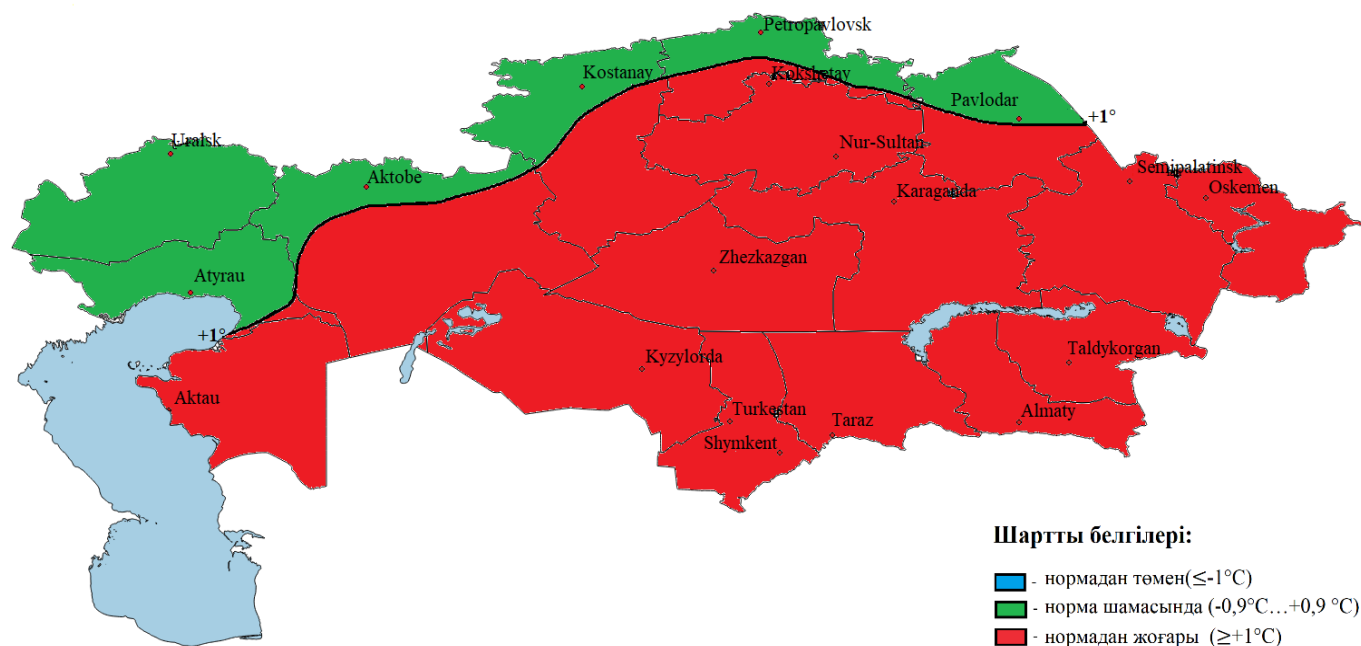 Petropavlovsk
Kostanay
Kokshetay
Pavlodar
+1°
Uralsk
Nur-Sultan
Aktobe
Semipalatinsk
Oskemen
Karaganda
Zhezkazgan
Atyrau
+1°
Kyzylorda
Taldykorgan
Aktau
Turkestan
Taraz
Almaty
Shymkent
Шартты белгілері:
- нормадан төмен(≤-1°C)
- норма шамасында (-0,9°C…+0,9 °C)
- нормадан жоғары (≥+1°C)